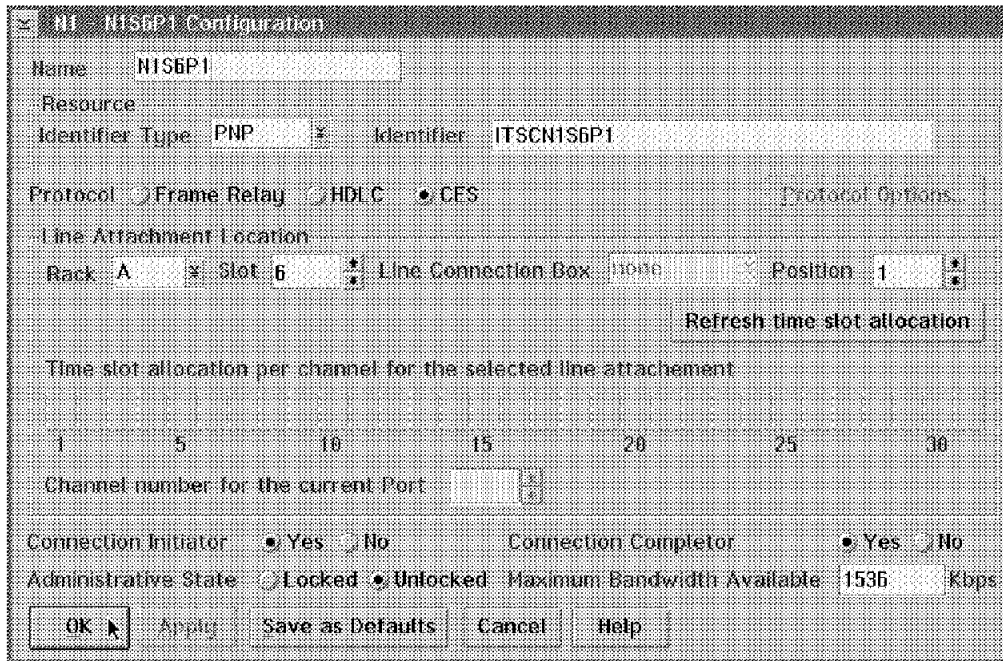 N1 - N1S6P1 Configuration
Name N1S6P1
Resource
Identifier Type PNP Identifier ITSCN1S6P1
Protocol Frame Relay HDLC CES Protocol Options...
Line Attachment Location
Rack A Slot 6 Line Connection Box none Position 1
Refresh time slot allocation
Time slot allocation per channel for the selected line attachement
1 5 10 15 20 25 30
Channel number for the current Port
Connection Initiator Yes No Connection Completor Yes No
Administrative State Locked Unlocked Maximum Bandwidth Available 1536 Kbps
OK Apply Save as Defaults Cancel Help